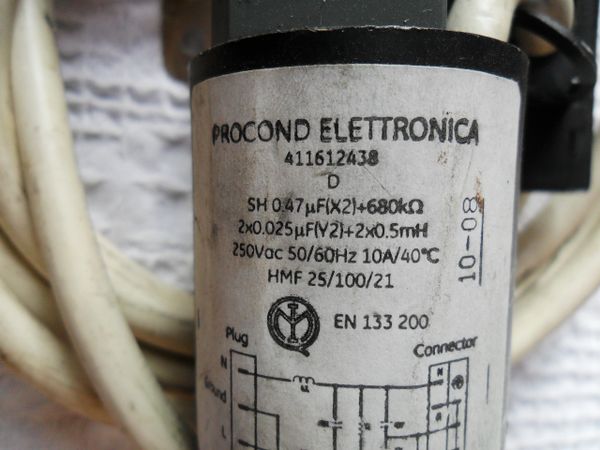 PROCOND ELETTRONICA
411612438
D
SH 0.47µF(X2)+680kΩ
2x0.025µF(Y2)+2x0.5mH
250Vac 50/60Hz 10A/40°C
HMF 25/100/21
10-08
EN 133 200
Plug
Connector
N
N
Ground
L